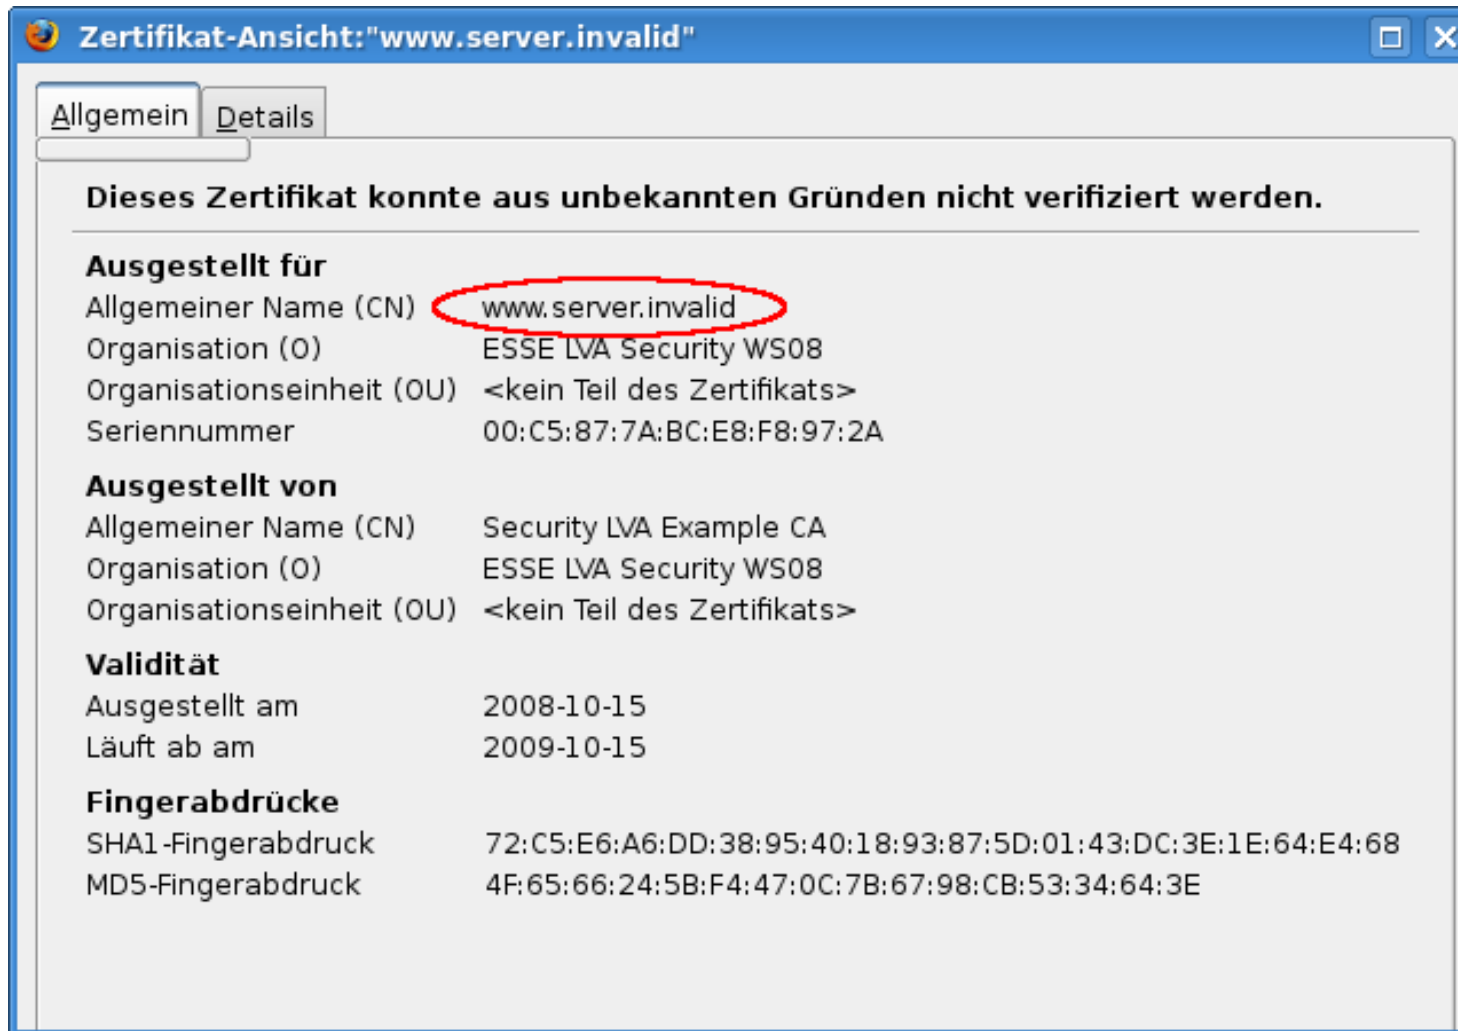 Zertifikat-Ansicht:"www.server.invalid"
Allgemein Details
Dieses Zertifikat konnte aus unbekannten Gründen nicht verifiziert werden.
Ausgestellt für
Allgemeiner Name (CN) www.server.invalid
Organisation (O) ESSE LVA Security WS08
Organisationseinheit (OU) <kein Teil des Zertifikats>
Seriennummer 00:C5:87:7A:BC:E8:F8:97:2A
Ausgestellt von
Allgemeiner Name (CN) Security LVA Example CA
Organisation (O) ESSE LVA Security WS08
Organisationseinheit (OU) <kein Teil des Zertifikats>
Validität
Ausgestellt am 2008-10-15
Läuft ab am 2009-10-15
Fingerabdrücke
SHA1-Fingerabdruck 72:C5:E6:A6:DD:38:95:40:18:93:87:5D:01:43:DC:3E:1E:64:E4:68
MD5-Fingerabdruck 4F:65:66:24:5B:F4:47:0C:7B:67:98:CB:53:34:64:3E